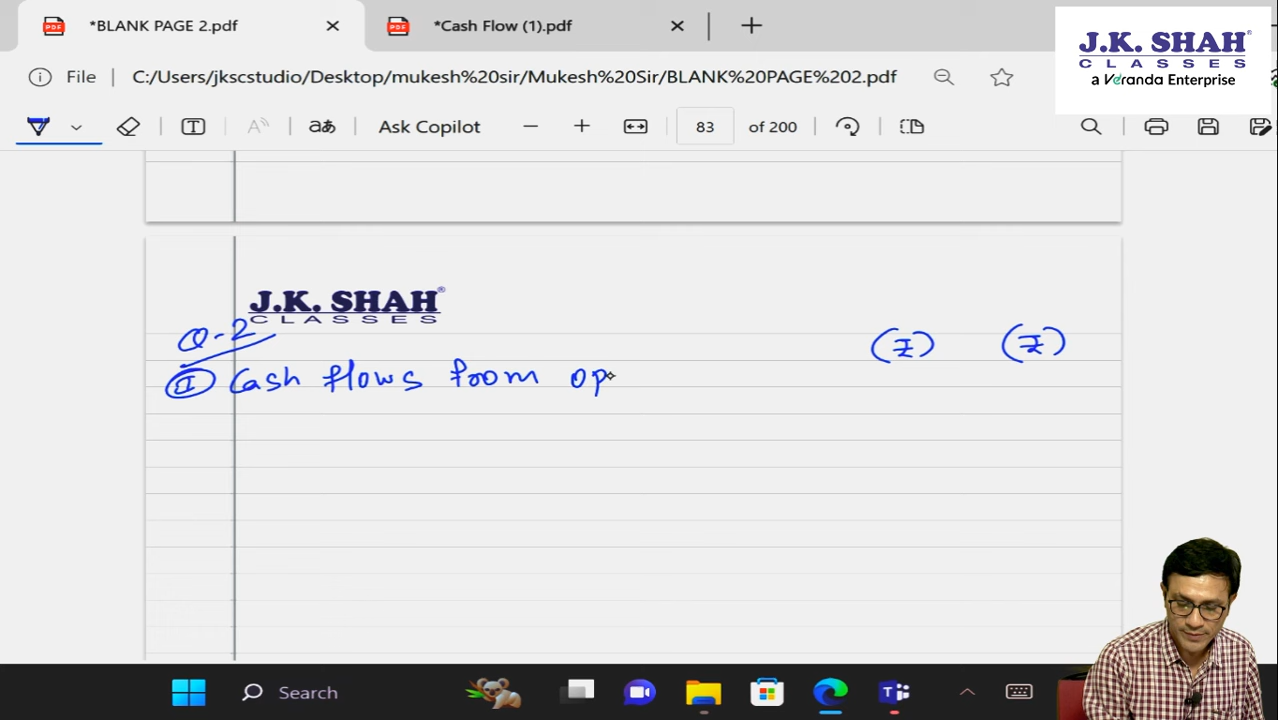 *BLANK PAGE 2.pdf
*Cash Flow (1).pdf
J.K. SHAH®
CLASSES
a Veranda Enterprise
File C:/Users/jkscstudio/Desktop/mukesh%20sir/Mukesh%20Sir/BLANK%20PAGE%202.pdf
Ask Copilot 83 of 200
J.K. SHAH®
CLASSES
Q-2 (₹) (₹)
I Cash flows from op
Search